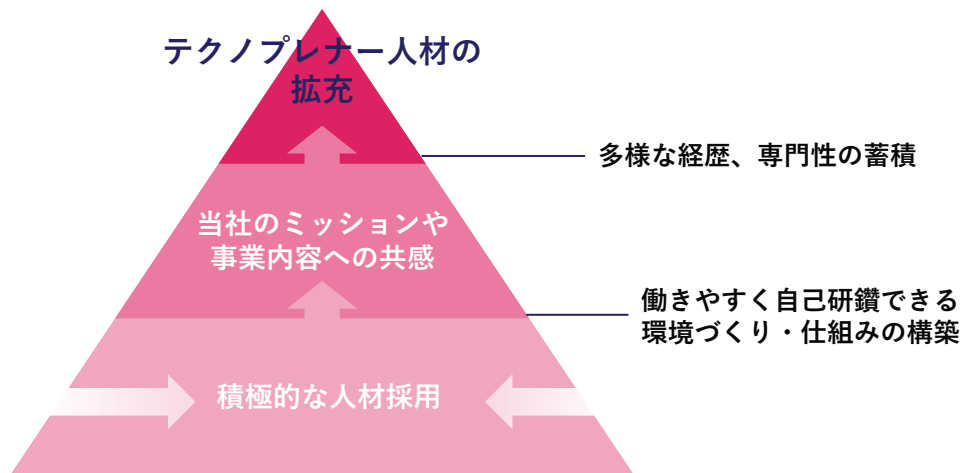 テクノプレナー人材の
拡充
多様な経歴、専門性の蓄積
当社のミッションや
事業内容への共感
働きやすく自己研鑽できる
環境づくり・仕組みの構築
積極的な人材採用